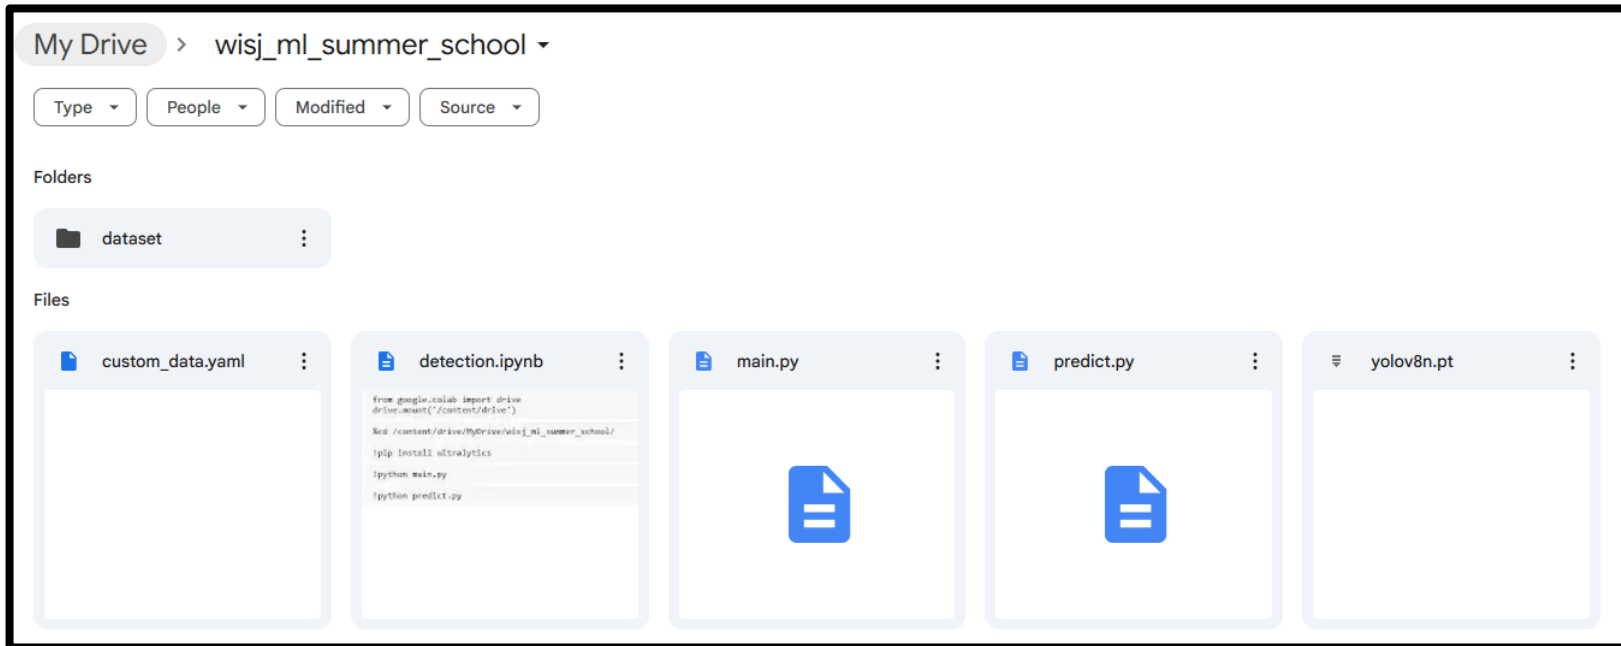 My Drive > wisj_ml_summer_school
Type People Modified Source
Folders
dataset
Files
custom_data.yaml detection.ipynb main.py predict.py yolov8n.pt
from google.colab import drive
drive.mount('/content/drive')
%cd /content/drive/MyDrive/wisj_ml_summer_school/
!pip install ultralytics
!python main.py
!python predict.py